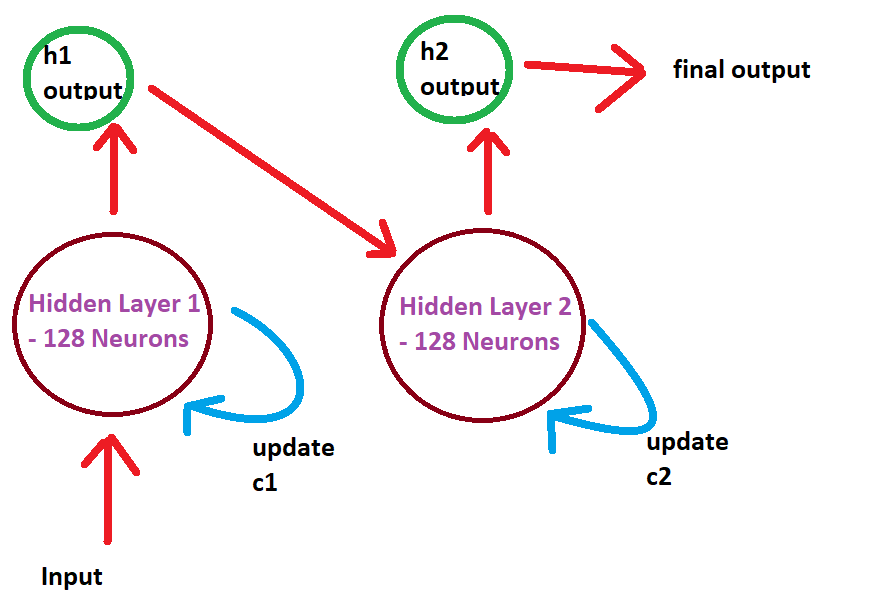 h1
output
h2
output
final output
Hidden Layer 1
- 128 Neurons
Hidden Layer 2
- 128 Neurons
update
c1
update
c2
Input